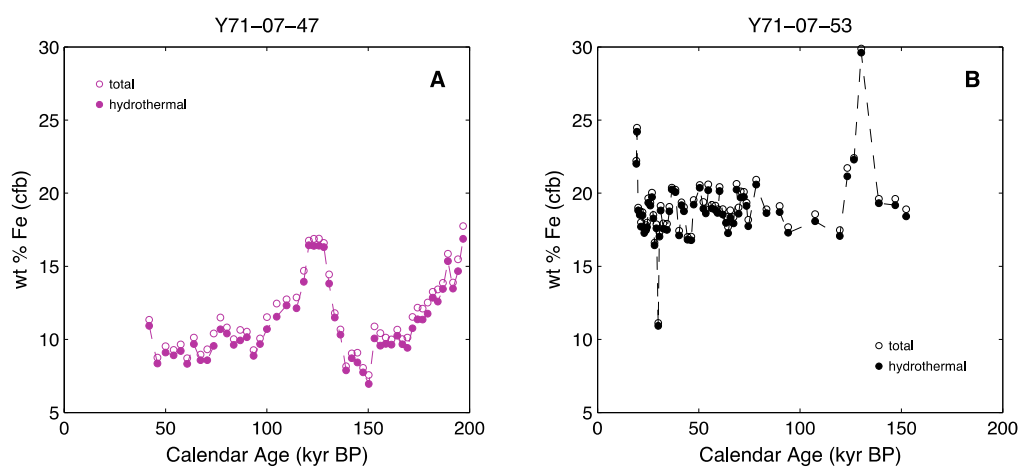 Y71−07−47
30
25
20
15
10
5
0
50
100
150
200
wt % Fe (cfb)
Calendar Age (kyr BP)
total
hydrothermal
A
Y71−07−53
30
25
20
15
10
5
0
50
100
150
200
wt % Fe (cfb)
Calendar Age (kyr BP)
B
total
hydrothermal